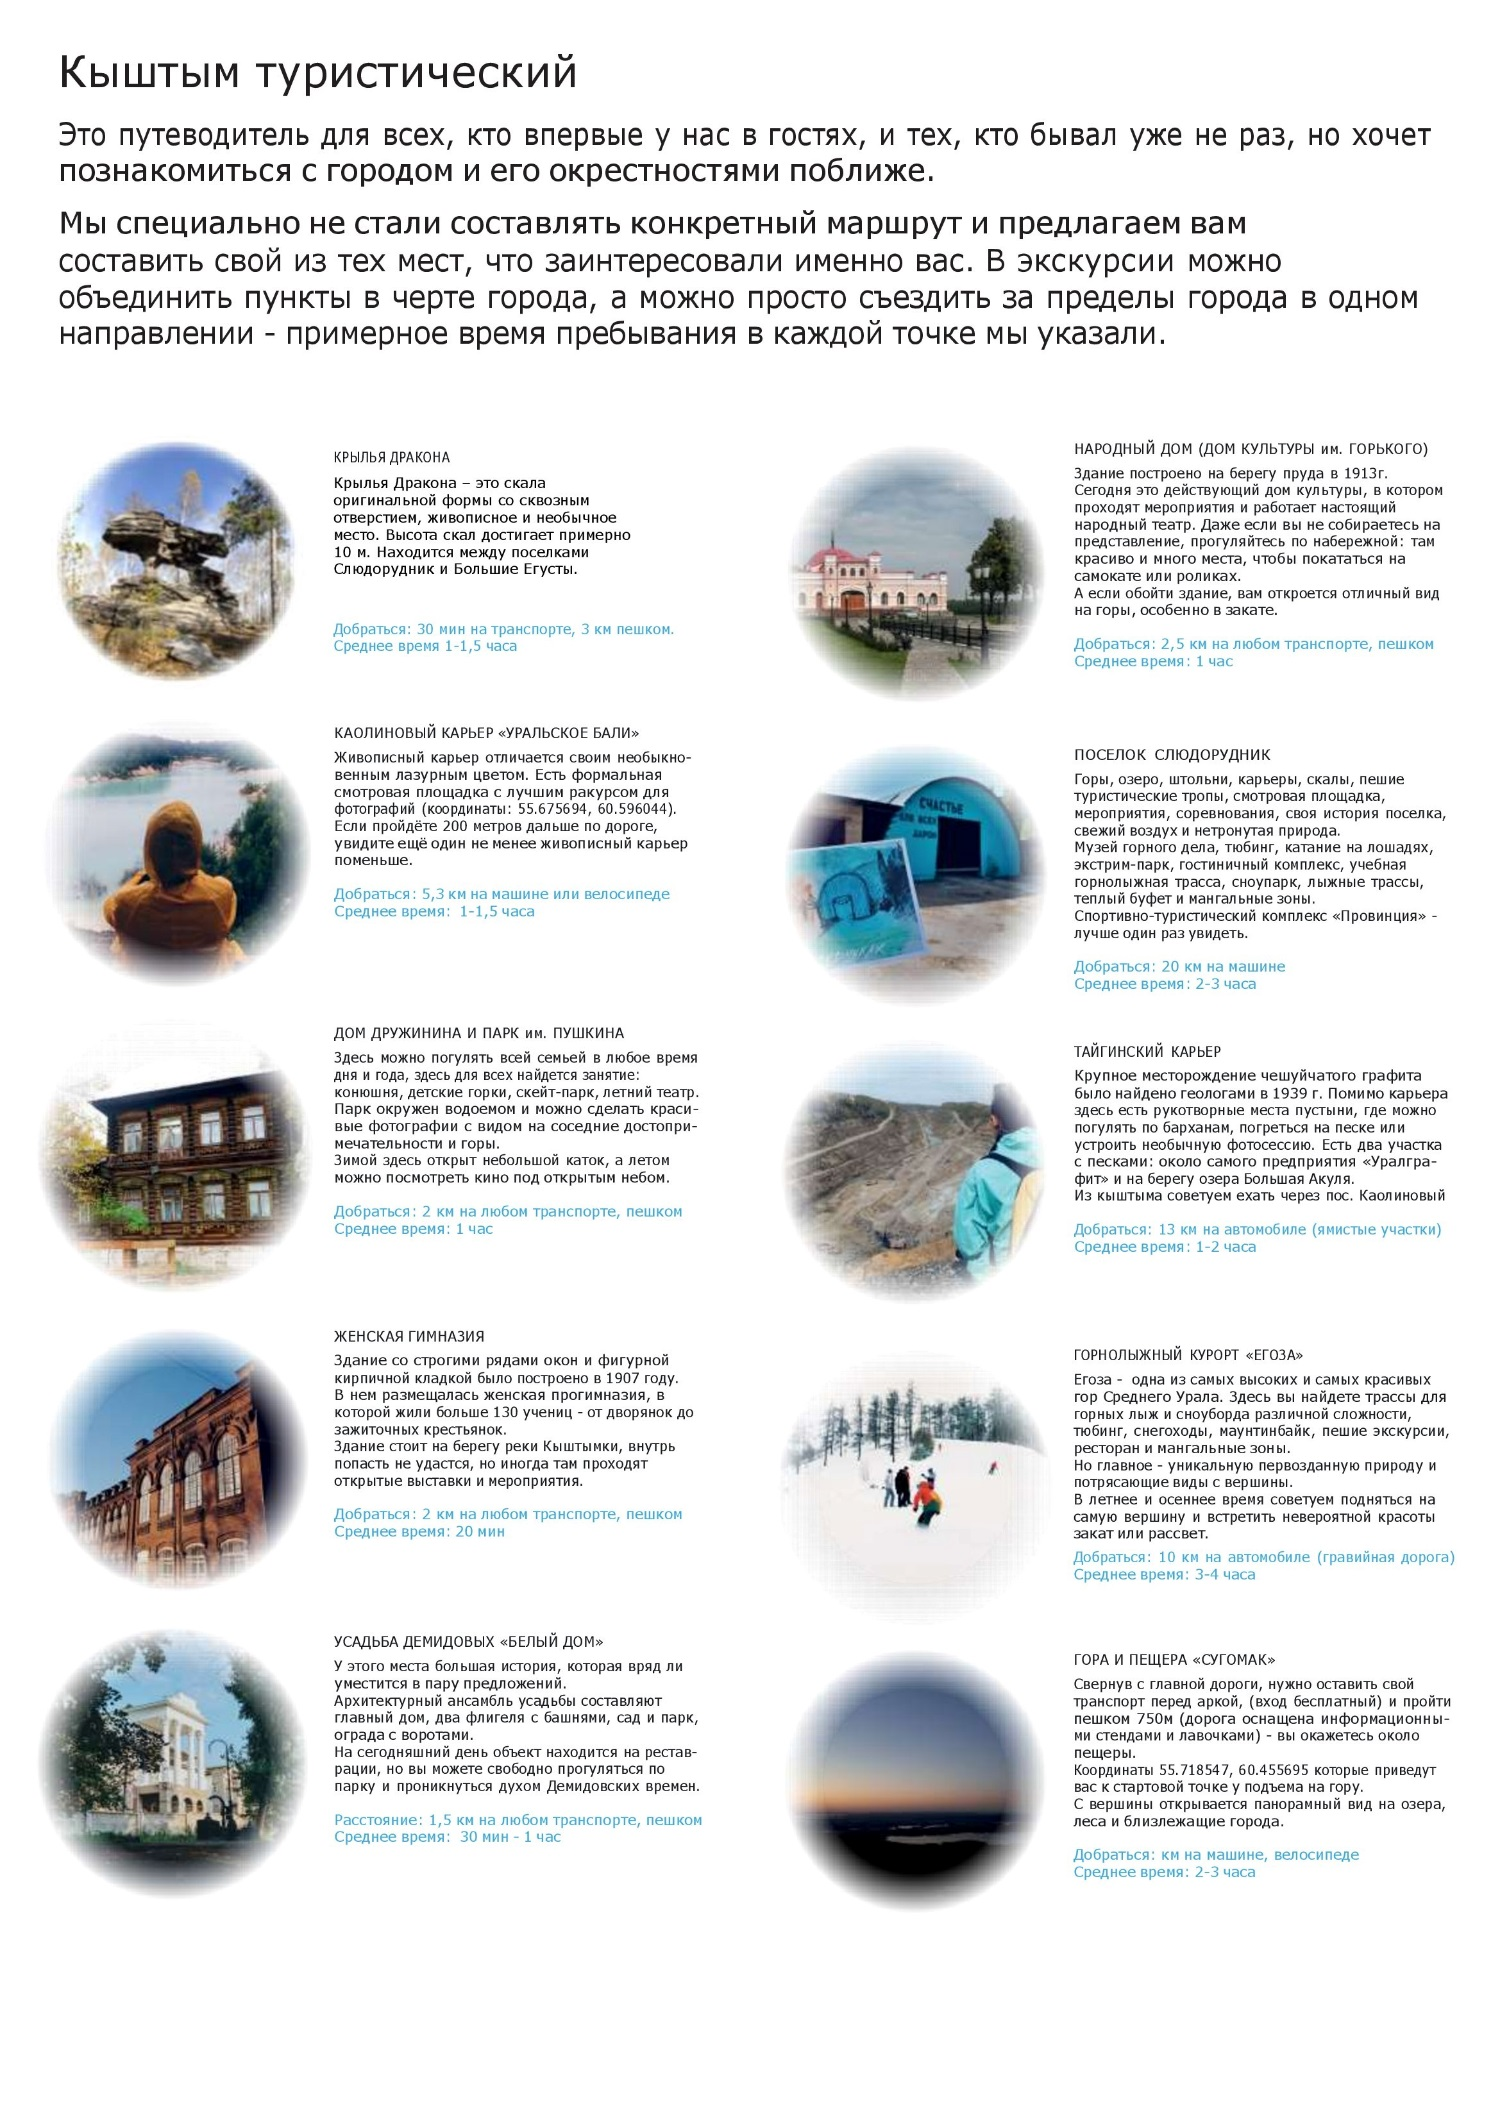 Кыштым туристический
Это путеводитель для всех, кто впервые у нас в гостях, и тех, кто бывал уже не раз, но хочет
познакомиться с городом и его окрестностями поближе.
Мы специально не стали составлять конкретный маршрут и предлагаем вам
составить свой из тех мест, что заинтересовали именно вас. В экскурсии можно
объединить пункты в черте города, а можно просто съездить за пределы города в одном
направлении - примерное время пребывания в каждой точке мы указали.
КРЫЛЬЯ ДРАКОНА
Крылья Дракона – это скала
оригинальной формы со сквозным
отверстием, живописное и необычное
место. Высота скал достигает примерно
10 м. Находится между поселками
Слюдорудник и Большие Егусты.
Добраться: 30 мин на транспорте, 3 км пешком.
Среднее время 1-1,5 часа
КАОЛИНОВЫЙ КАРЬЕР «УРАЛЬСКОЕ БАЛИ»
Живописный карьер отличается своим необыкно-
венным лазурным цветом. Есть формальная
смотровая площадка с лучшим ракурсом для
фотографий (координаты: 55.675694, 60.596044).
Если пройдёте 200 метров дальше по дороге,
увидите ещё один не менее живописный карьер
поменьше.
Добраться: 5,3 км на машине или велосипеде
Среднее время: 1-1,5 часа
ДОМ ДРУЖИНИНА И ПАРК им. ПУШКИНА
Здесь можно погулять всей семьей в любое время
дня и года, здесь для всех найдется занятие:
конюшня, детские горки, скейт-парк, летний театр.
Парк окружен водоемом и можно сделать краси-
вые фотографии с видом на соседние достопри-
мечательности и горы.
Зимой здесь открыт небольшой каток, а летом
можно посмотреть кино под открытым небом.
Добраться: 2 км на любом транспорте, пешком
Среднее время: 1 час
ЖЕНСКАЯ ГИМНАЗИЯ
Здание со строгими рядами окон и фигурной
кирпичной кладкой было построено в 1907 году.
В нем размещалась женская прогимназия, в
которой жили больше 130 учениц - от дворянок до
зажиточных крестьянок.
Здание стоит на берегу реки Кыштымки, внутрь
попасть не удастся, но иногда там проходят
открытые выставки и мероприятия.
Добраться: 2 км на любом транспорте, пешком
Среднее время: 20 мин
УСАДЬБА ДЕМИДОВЫХ «БЕЛЫЙ ДОМ»
У этого места большая история, которая вряд ли
уместится в пару предложений.
Архитектурный ансамбль усадьбы составляют
главный дом, два флигеля с башнями, сад и парк,
ограда с воротами.
На сегодняшний день объект находится на рестав-
рации, но вы можете свободно прогуляться по
парку и проникнуться духом Демидовских времен.
Расстояние: 1,5 км на любом транспорте, пешком
Среднее время: 30 мин - 1 час
НАРОДНЫЙ ДОМ (ДОМ КУЛЬТУРЫ им. ГОРЬКОГО)
Здание построено на берегу пруда в 1913г.
Сегодня это действующий дом культуры, в котором
проходят мероприятия и работает настоящий
народный театр. Даже если вы не собираетесь на
представление, прогуляйтесь по набережной: там
красиво и много места, чтобы покататься на
самокате или роликах.
А если обойти здание, вам откроется отличный вид
на горы, особенно в закате.
Добраться: 2,5 км на любом транспорте, пешком
Среднее время: 1 час
СЧАСТЬЕ
ДЛЯ ВСЕХ
ДАРОМ
ПОСЕЛОК СЛЮДОРУДНИК
Горы, озеро, штольни, карьеры, скалы, пешие
туристические тропы, смотровая площадка,
мероприятия, соревнования, своя история поселка,
свежий воздух и нетронутая природа.
Музей горного дела, тюбинг, катание на лошадях,
экстрим-парк, гостиничный комплекс, учебная
горнолыжная трасса, сноупарк, лыжные трассы,
теплый буфет и мангальные зоны.
Спортивно-туристический комплекс «Провинция» -
лучше один раз увидеть.
Добраться: 20 км на машине
Среднее время: 2-3 часа
ТАЙГИНСКИЙ КАРЬЕР
Крупное месторождение чешуйчатого графита
было найдено геологами в 1939 г. Помимо карьера
здесь есть рукотворные места пустыни, где можно
погулять по барханам, погреться на песке или
устроить необычную фотосессию. Есть два участка
с песками: около самого предприятия «Уралгра-
фит» и на берегу озера Большая Акуля.
Из кыштыма советуем ехать через пос. Каолиновый
Добраться: 13 км на автомобиле (ямистые участки)
Среднее время: 1-2 часа
ГОРНОЛЫЖНЫЙ КУРОРТ «ЕГОЗА»
Егоза - одна из самых высоких и самых красивых
гор Среднего Урала. Здесь вы найдете трассы для
горных лыж и сноуборда различной сложности,
тюбинг, снегоходы, маунтинбайк, пешие экскурсии,
ресторан и мангальные зоны.
Но главное - уникальную первозданную природу и
потрясающие виды с вершины.
В летнее и осеннее время советуем подняться на
самую вершину и встретить невероятной красоты
закат или рассвет.
Добраться: 10 км на автомобиле (гравийная дорога)
Среднее время: 3-4 часа
ГОРА И ПЕЩЕРА «СУГОМАК»
Свернув с главной дороги, нужно оставить свой
транспорт перед аркой, (вход бесплатный) и пройти
пешком 750м (дорога оснащена информационны-
ми стендами и лавочками) - вы окажетесь около
пещеры.
Координаты 55.718547, 60.455695 которые приведут
вас к стартовой точке у подъема на гору.
С вершины открывается панорамный вид на озера,
леса и близлежащие города.
Добраться: км на машине, велосипеде
Среднее время: 2-3 часа